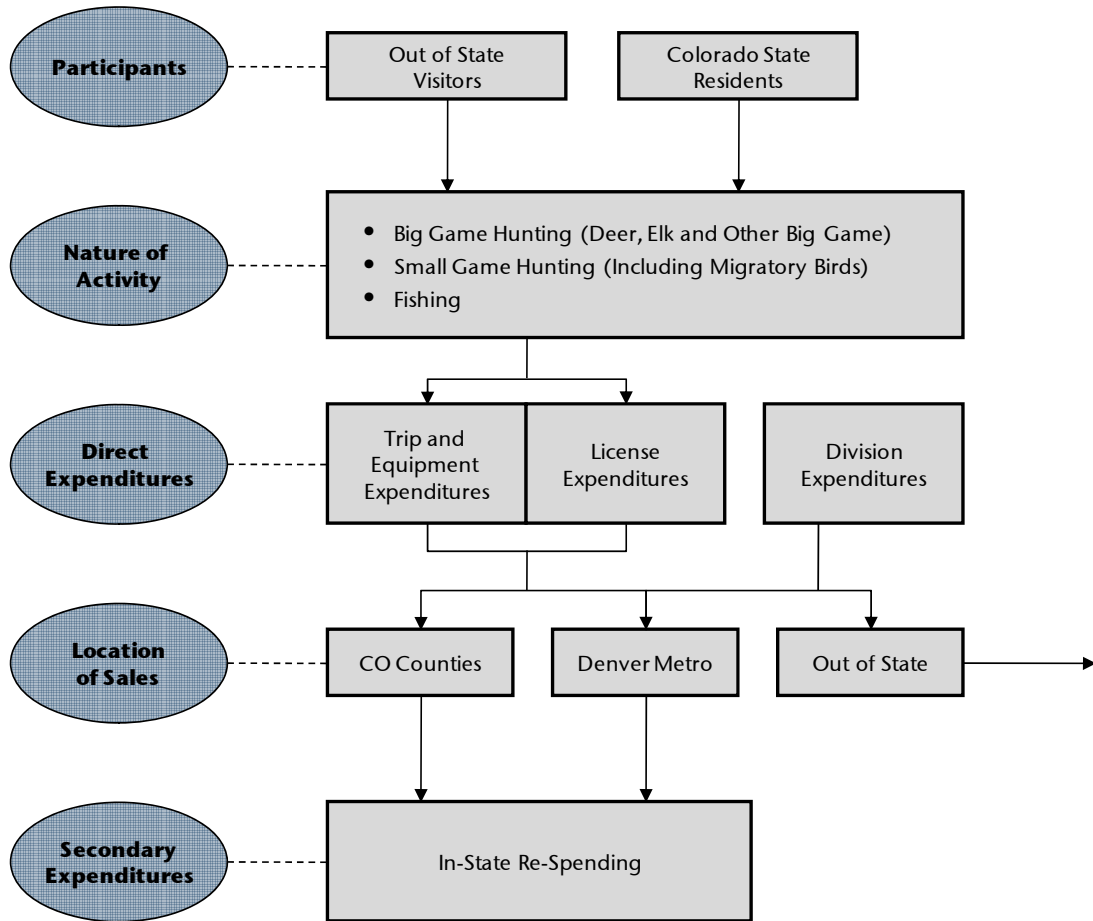 Participants
Out of State
Visitors
Colorado State
Residents
Nature of
Activity
• Big Game Hunting (Deer, Elk and Other Big Game)
• Small Game Hunting (Including Migratory Birds)
• Fishing
Direct
Expenditures
Trip and
Equipment
Expenditures
License
Expenditures
Division
Expenditures
Location
of Sales
CO Counties
Denver Metro
Out of State
Secondary
Expenditures
In-State Re-Spending